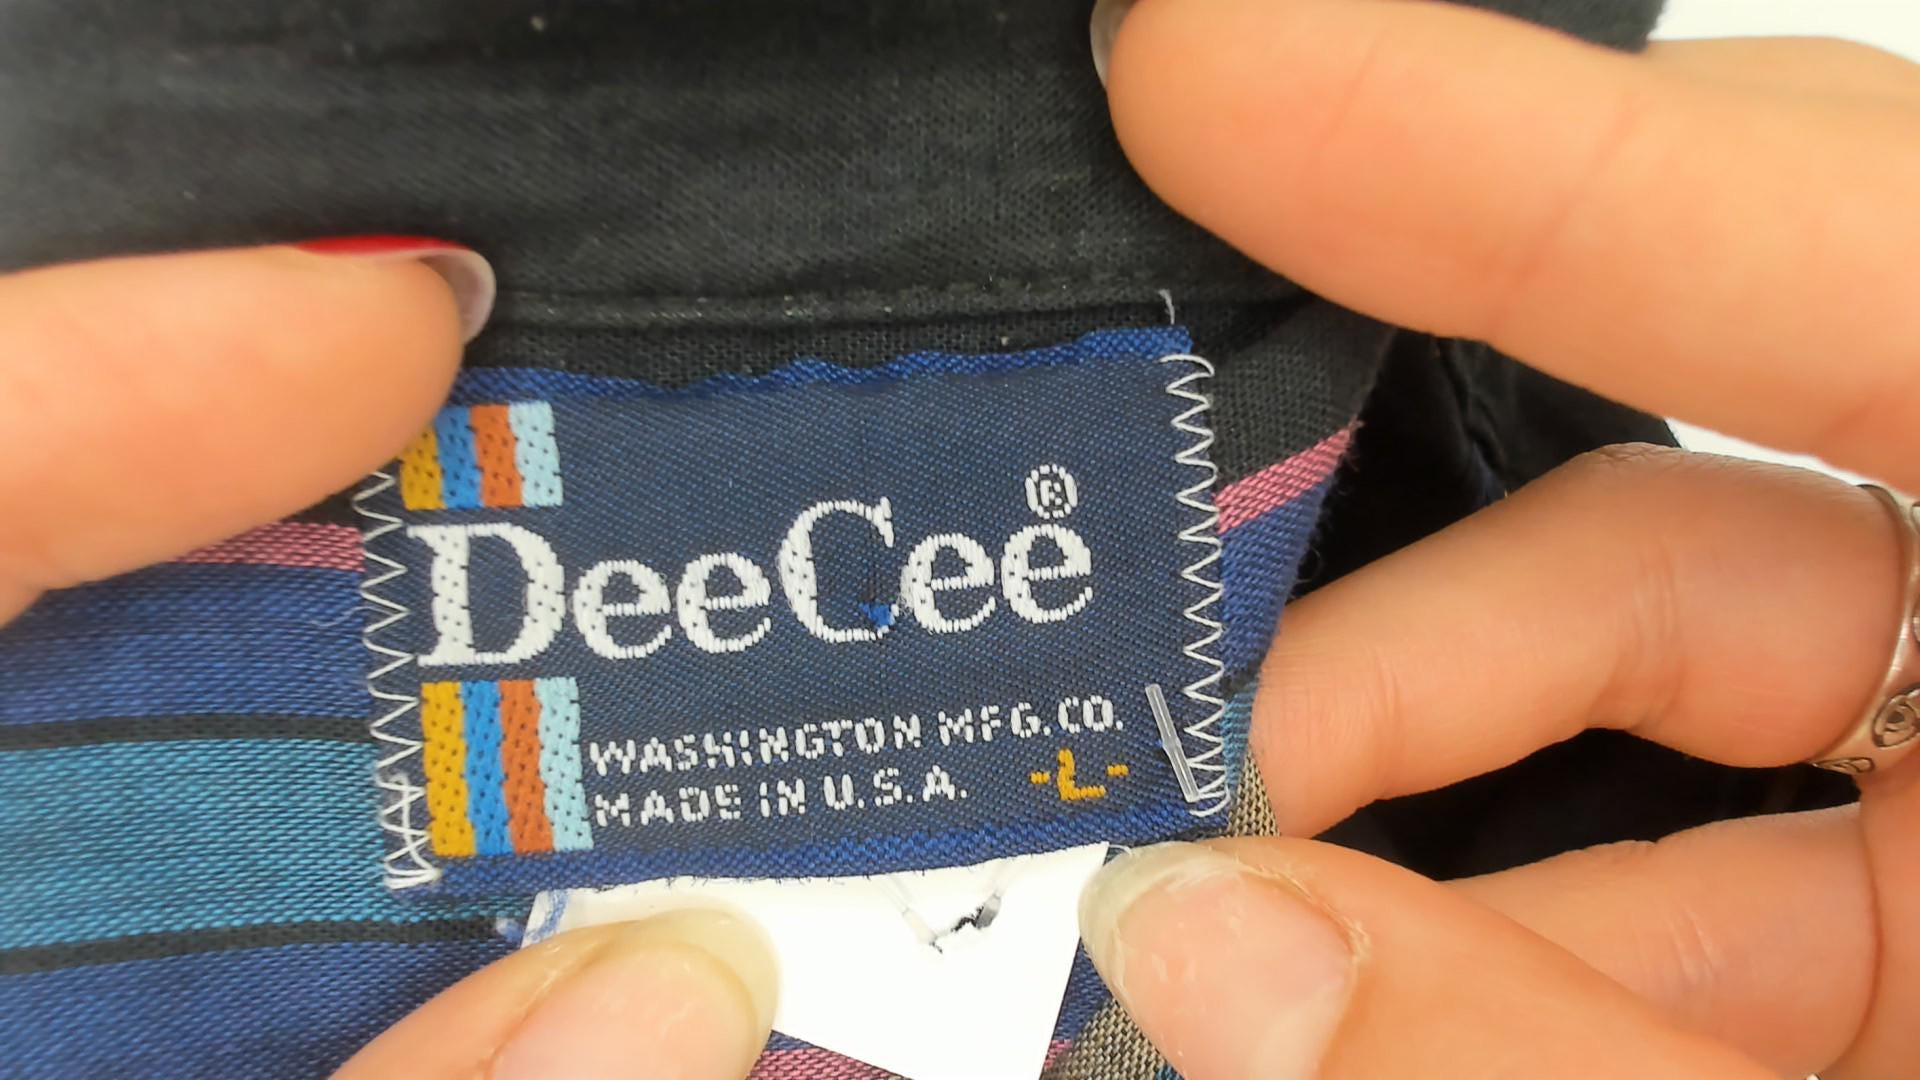 DeeCee®
WASHINGTON MFG. CO.
MADE IN U.S.A. -L-